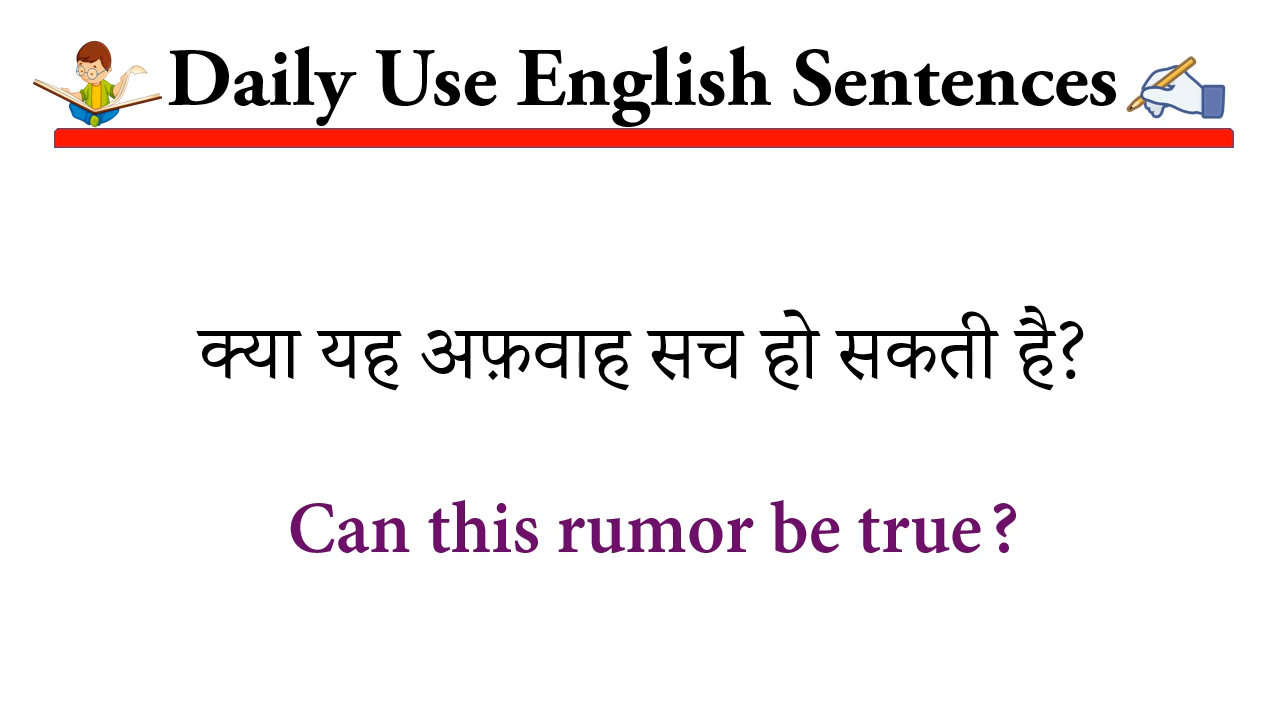 Daily Use English Sentences
क्या यह अफ़वाह सच हो सकती है?
Can this rumor be true?